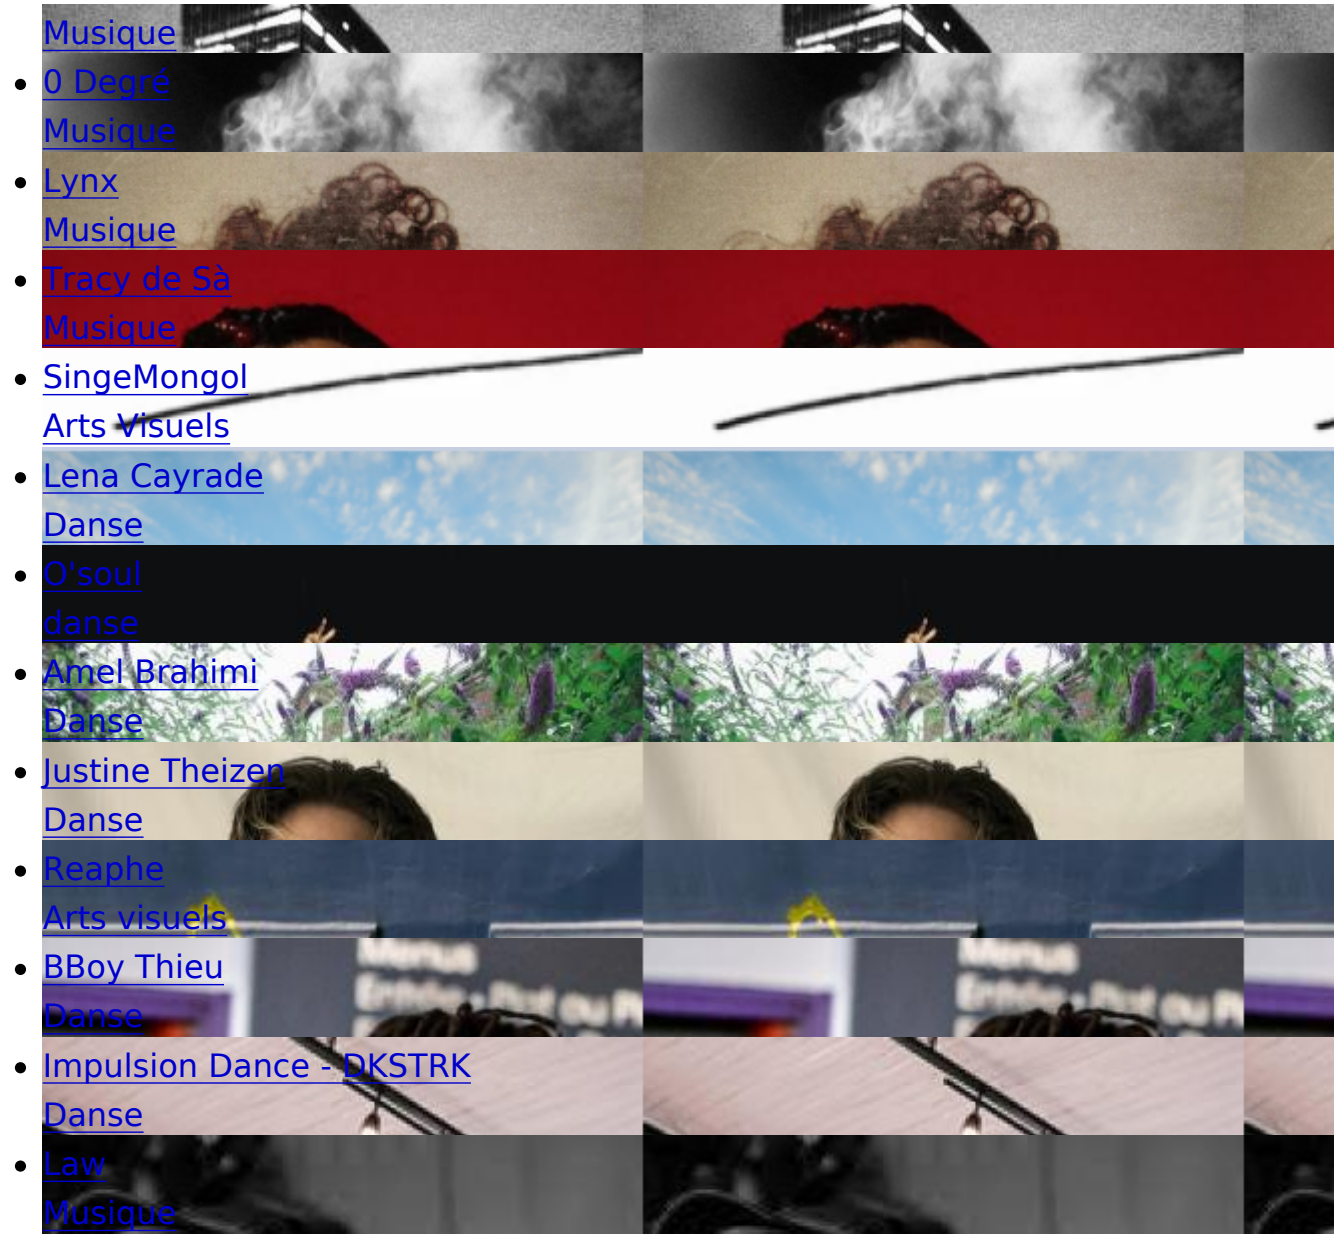 Musique
0 Degré
Musique
Lynx
Musique
Tracy de Sà
Musique
SingeMongol
Arts Visuels
Lena Cayrade
Danse
O'soul
danse
Amel Brahimi
Danse
Justine Theizen
Danse
Reaphe
Arts visuels
BBoy Thieu
Danse
Impulsion Dance - DKSTRK
Danse
Law
Musique